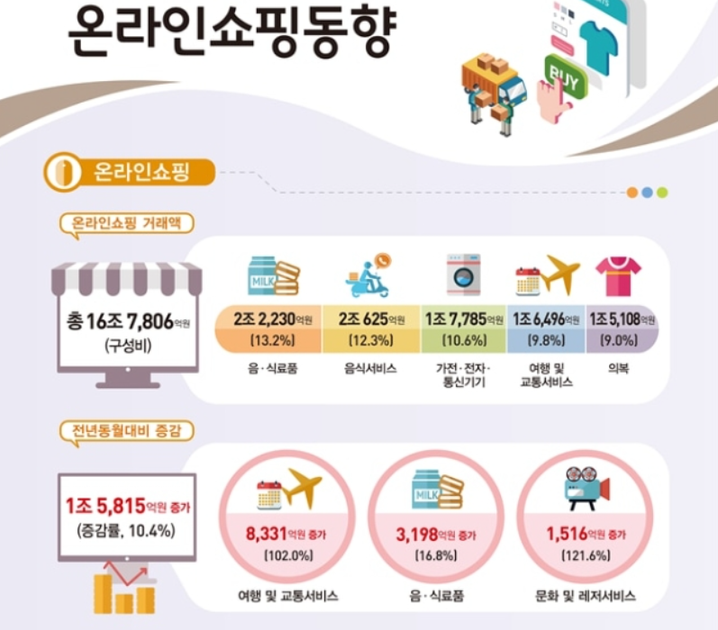 온라인쇼핑동향
BUY
온라인쇼핑
온라인쇼핑 거래액
총 16조 7,806억원
(구성비)
MILK
2조 2,230억원
(13.2%)
음·식료품
2조 625억원
(12.3%)
음식서비스
1조 7,785억원
(10.6%)
가전·전자·
통신기기
1조 6,496억원
(9.8%)
여행 및
교통서비스
1조 5,108억원
(9.0%)
의복
전년동월대비 증감
1조 5,815억원 증가
(증감률, 10.4%)
8,331억원 증가
(102.0%)
여행 및 교통서비스
MILK
3,198억원 증가
(16.8%)
음·식료품
1,516억원 증가
(121.6%)
문화 및 레저서비스